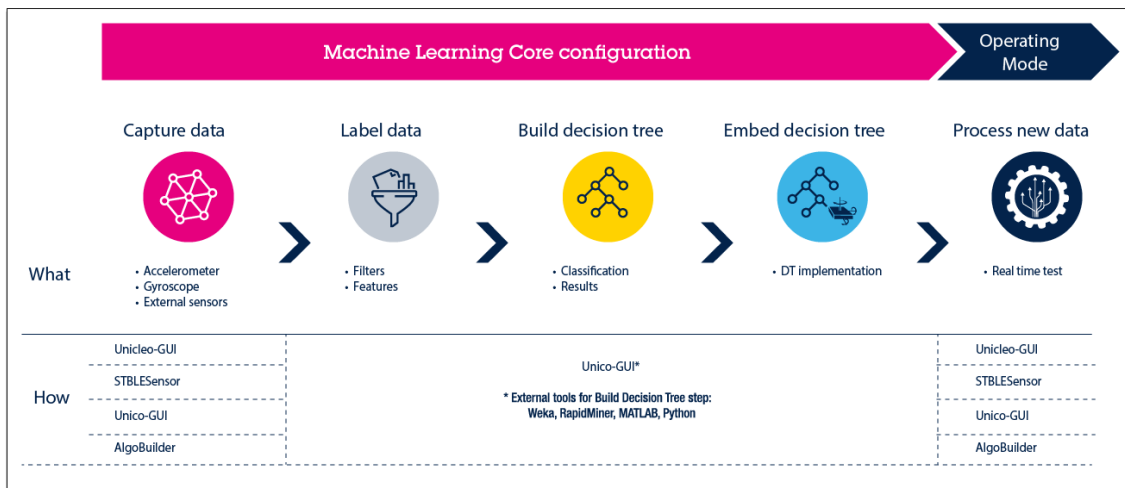 Machine Learning Core configuration
Operating
Mode
Capture data
Label data
Build decision tree
Embed decision tree
Process new data
What
• Accelerometer
• Gyroscope
• External sensors
• Filters
• Features
• Classification
• Results
• DT implementation
• Real time test
How
Unicleo-GUI
STBLESensor
Unico-GUI
AlgoBuilder
Unico-GUI*
* External tools for Build Decision Tree step:
Weka, RapidMiner, MATLAB, Python
Unicleo-GUI
STBLESensor
Unico-GUI
AlgoBuilder